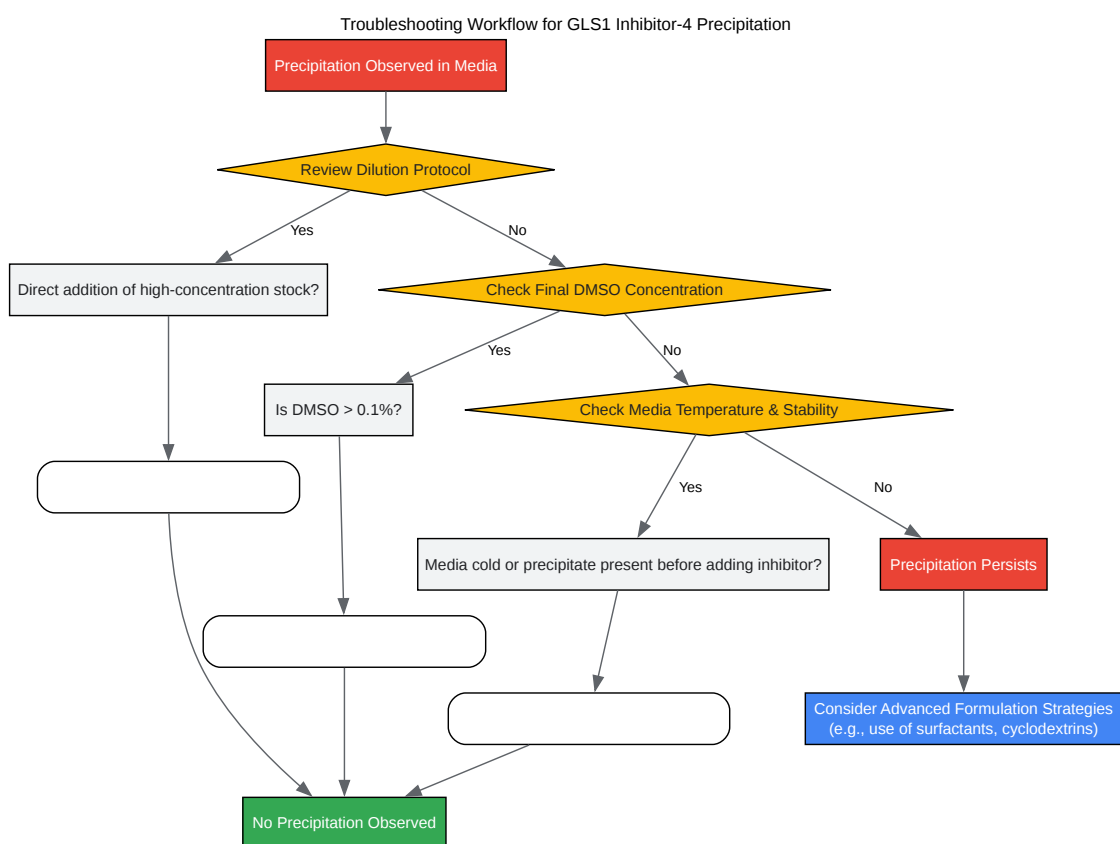 Troubleshooting Workflow for GLS1 Inhibitor-4 Precipitation
Precipitation Observed in Media
Review Dilution Protocol
Yes
No
Direct addition of high-concentration stock?
Check Final DMSO Concentration
Yes
No
Is DMSO > 0.1%?
Check Media Temperature & Stability
Yes
No
Media cold or precipitate present before adding inhibitor?
Precipitation Persists
Consider Advanced Formulation Strategies
(e.g., use of surfactants, cyclodextrins)
No Precipitation Observed